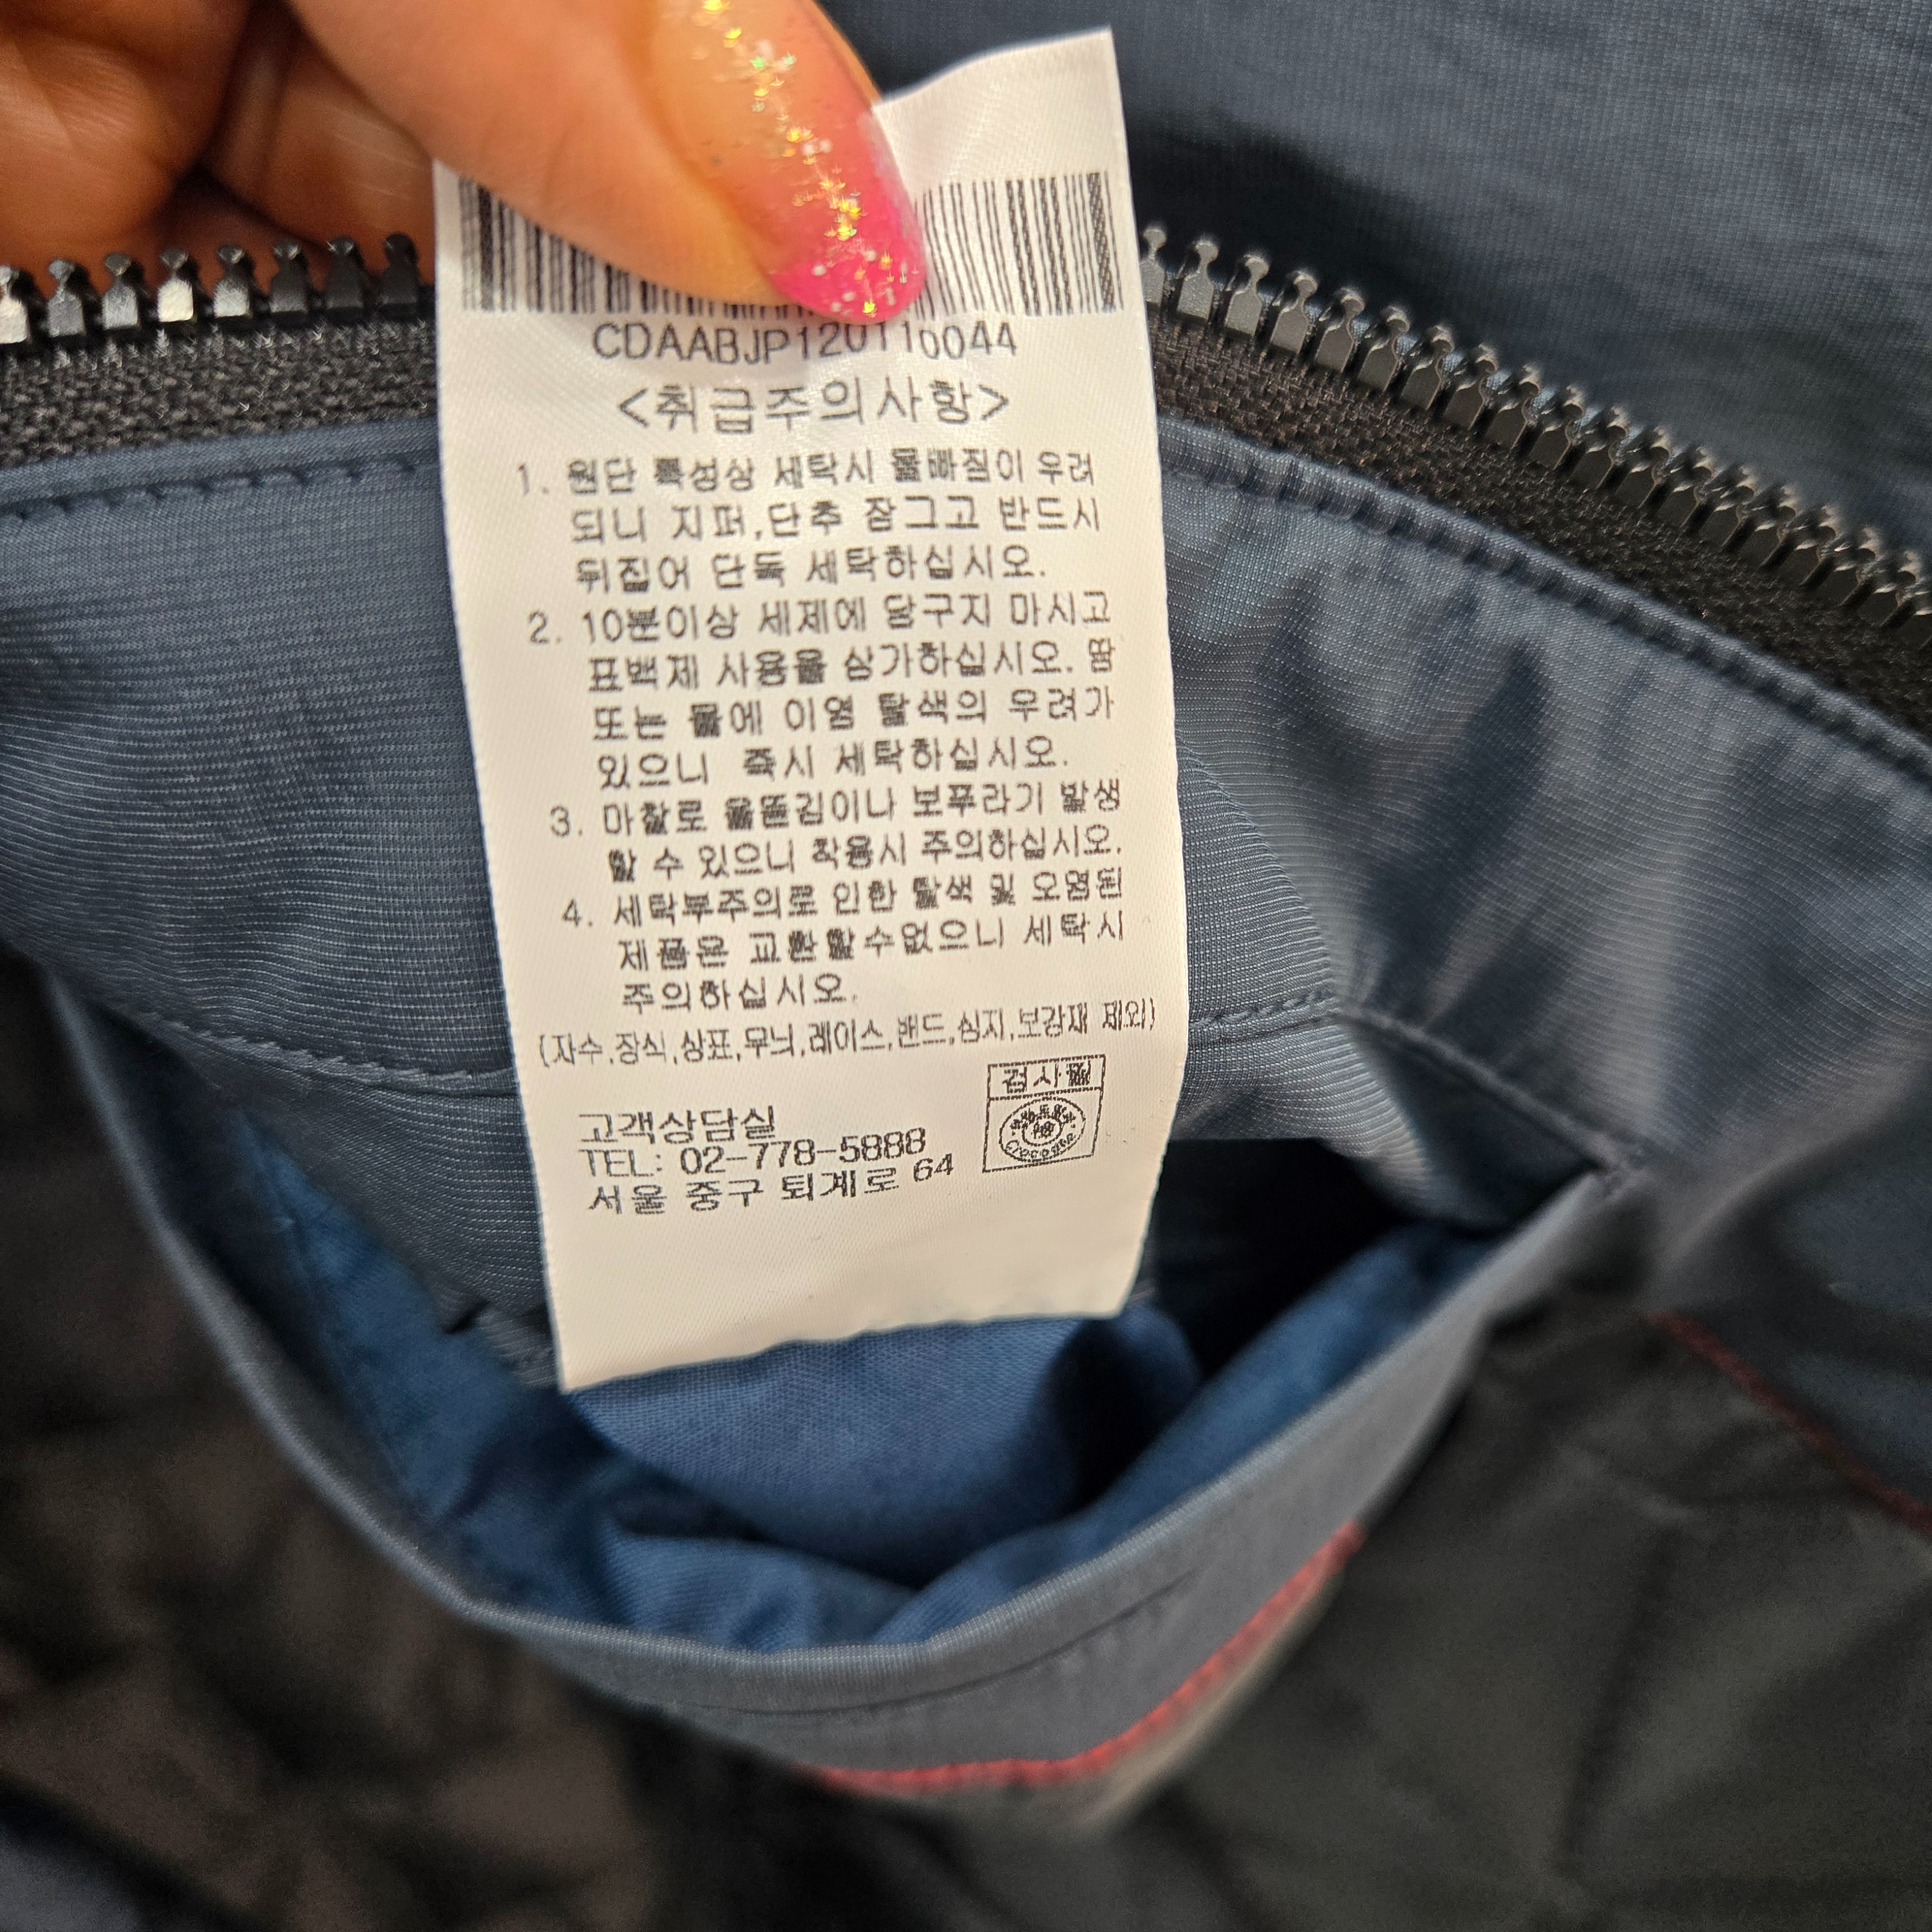 CDAABJP120110044
<취급주의사항>
1. 원단 특성상 세탁시 물빠짐이 우려
되니 지퍼,단추 잠그고 반드시
뒤집어 단독 세탁하십시오.
2. 10분이상 세제에 담구지 마시고
표백제 사용을 삼가하십시오. 땀
또는 물에 이염 탈색의 우려가
있으니 즉시 세탁하십시오.
3. 마찰로 올뜯김이나 보푸라기 발생
할 수 있으니 착용시 주의하십시오.
4. 세탁부주의로 인한 탈색 및 오염된
제품은 교환할수없으니 세탁시
주의하십시오.
(자수,장식,상표,무늬,레이스,밴드,심지,보강재 제외)
검사필
Crocodile
고객상담실
TEL: 02-778-5888
서울 중구 퇴계로 64